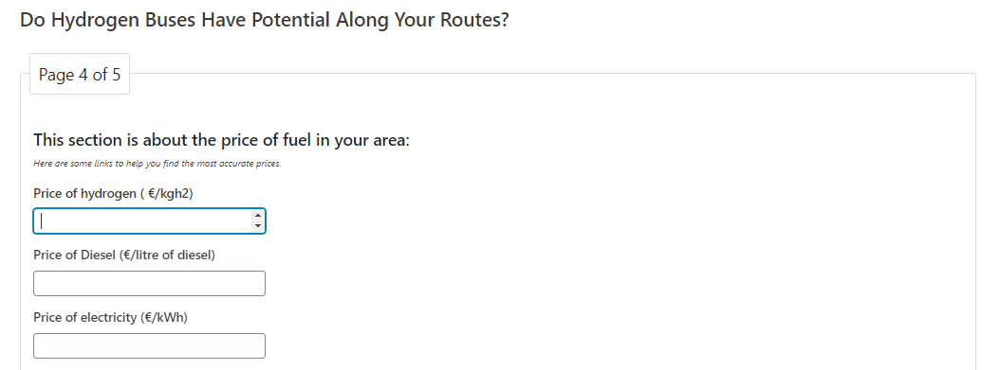 Do Hydrogen Buses Have Potential Along Your Routes?
Page 4 of 5
This section is about the price of fuel in your area:
Here are some links to help you find the most accurate prices.
Price of hydrogen ( €/kgh2)
Price of Diesel (€/litre of diesel)
Price of electricity (€/kWh)